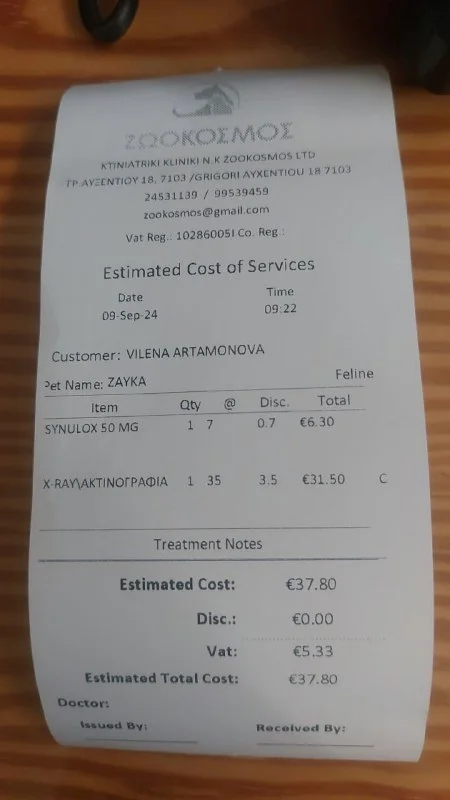 ΖΩΟΚΟΣΜΟΣ
KTINIATRIKI KLINIKI N.K ZOOKOSMOS LTD
ΓΡ.ΑΥΞΕΝΤΙΟΥ 18, 7103 /GRIGORI AYXENTIOU 18 7103
24531139 / 99539459
zookosmos@gmail.com
Vat Reg.: 10286005I Co. Reg.:
Estimated Cost of Services
Date Time
09-Sep-24 09:22
Customer: VILENA ARTAMONOVA
Pet Name: ZAYKA Feline
Item Qty @ Disc. Total
SYNULOX 50 MG 1 7 0.7 €6.30
X-RAY\ΑΚΤΙΝΟΓΡΑΦΙΑ 1 35 3.5 €31.50 C
Treatment Notes
Estimated Cost: €37.80
Disc.: €0.00
Vat: €5.33
Estimated Total Cost: €37.80
Doctor:
Issued By: Received By: